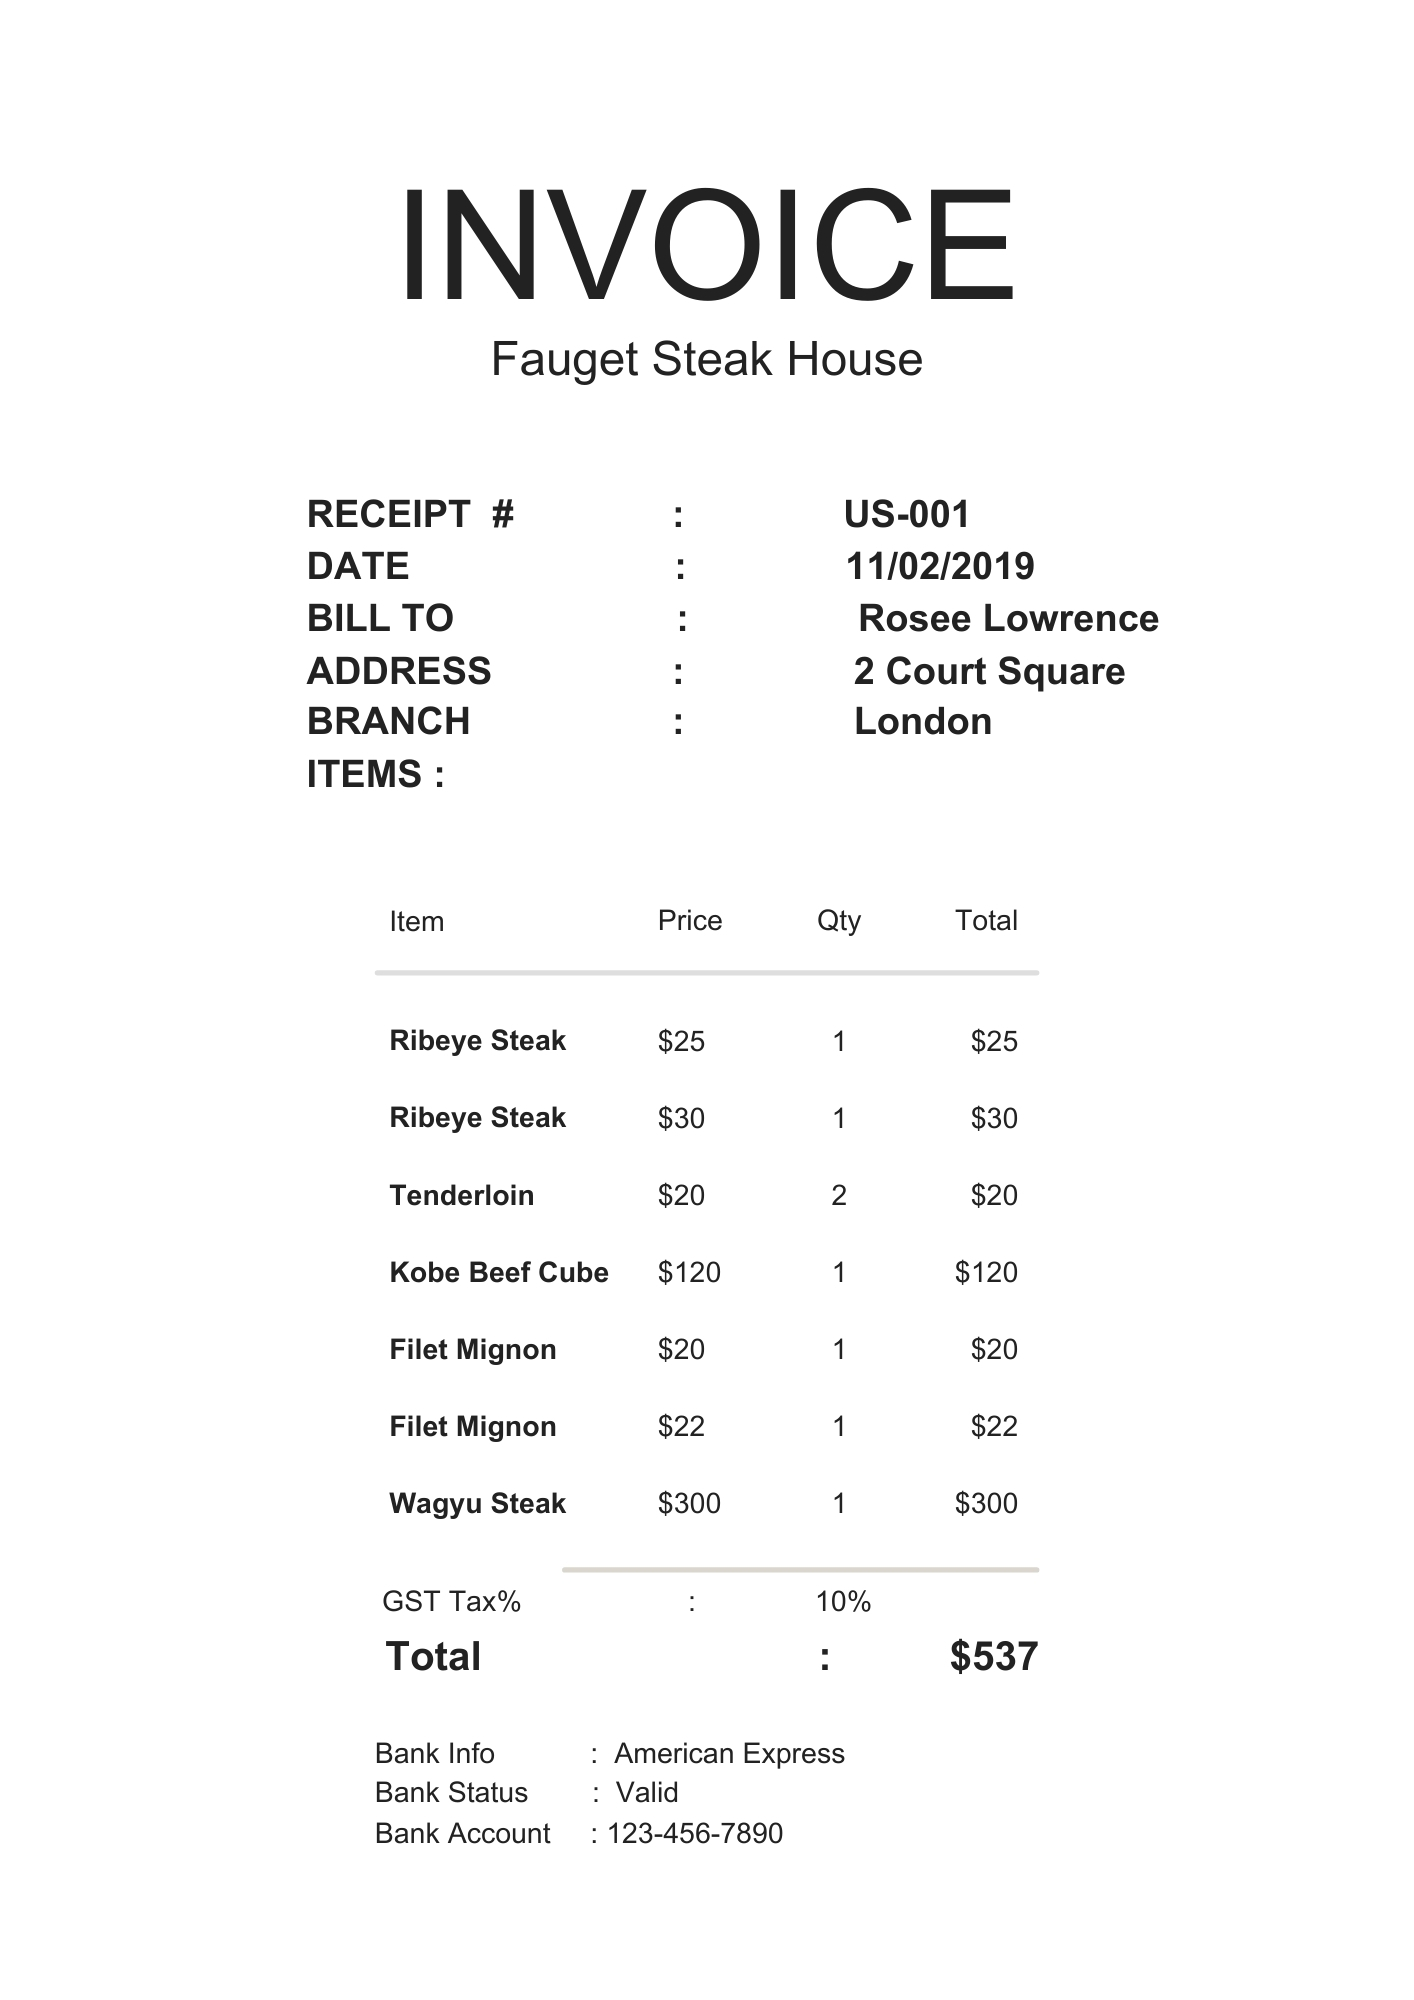 INVOICE
Fauget Steak House
RECEIPT # : US-001
DATE : 11/02/2019
BILL TO : Rosee Lowrence
ADDRESS : 2 Court Square
BRANCH : London
ITEMS :
Item Price Qty Total
Ribeye Steak $25 1 $25
Ribeye Steak $30 1 $30
Tenderloin $20 2 $20
Kobe Beef Cube $120 1 $120
Filet Mignon $20 1 $20
Filet Mignon $22 1 $22
Wagyu Steak $300 1 $300
GST Tax% : 10%
Total : $537
Bank Info : American Express
Bank Status : Valid
Bank Account : 123-456-7890